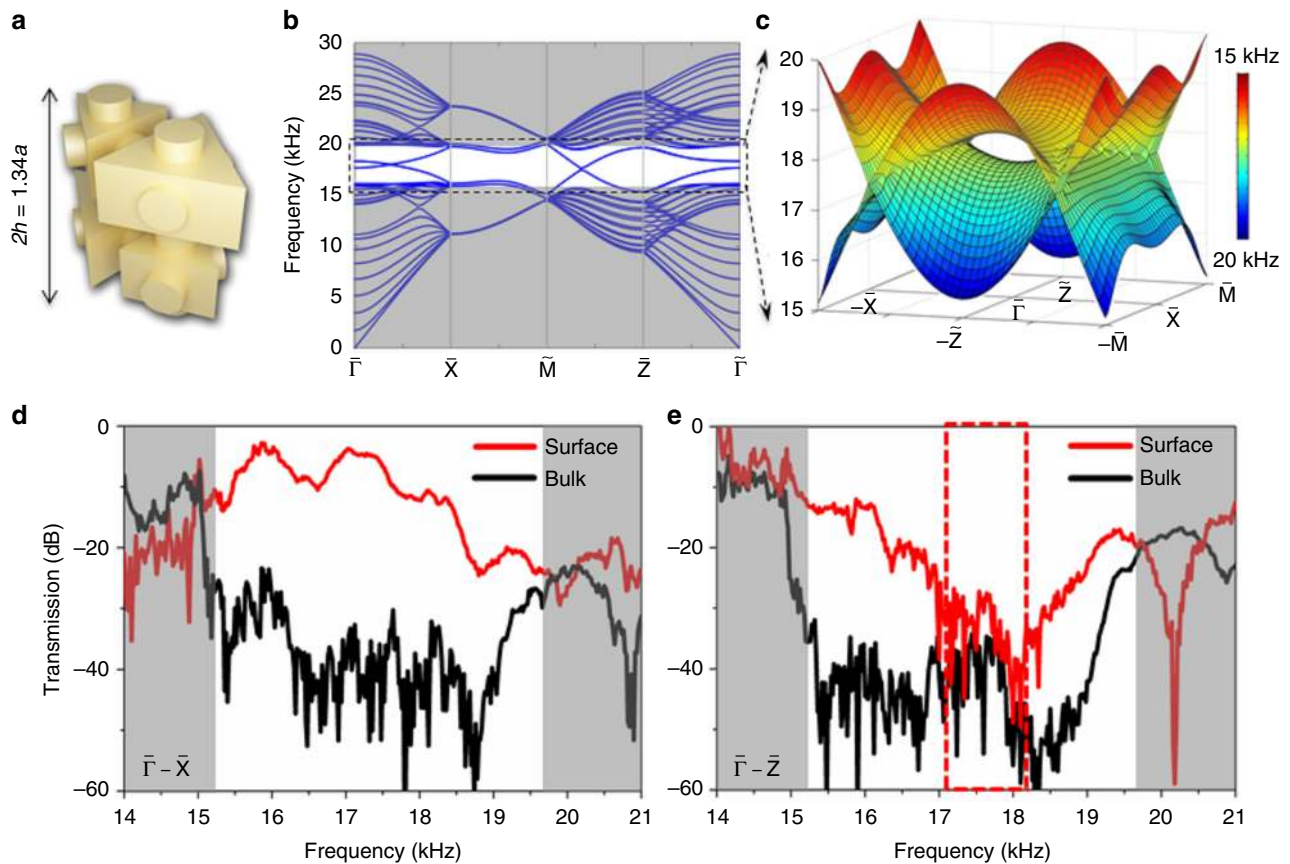 a
2h = 1.34a
b
Frequency (kHz)
30
25
20
15
10
5
0
Γ̄ X̄ M̃ Z̄ Γ̃
c
20
19
18
17
16
15
15 kHz
20 kHz
–X̄
–Z̃
Γ̄
Z̃
–M̄
X̄
M̄
d
Transmission (dB)
0
–20
–40
–60
Surface
Bulk
Γ̄ – X̄
14 15 16 17 18 19 20 21
Frequency (kHz)
e
0
–20
–40
–60
Surface
Bulk
Γ̄ – Z̄
14 15 16 17 18 19 20 21
Frequency (kHz)